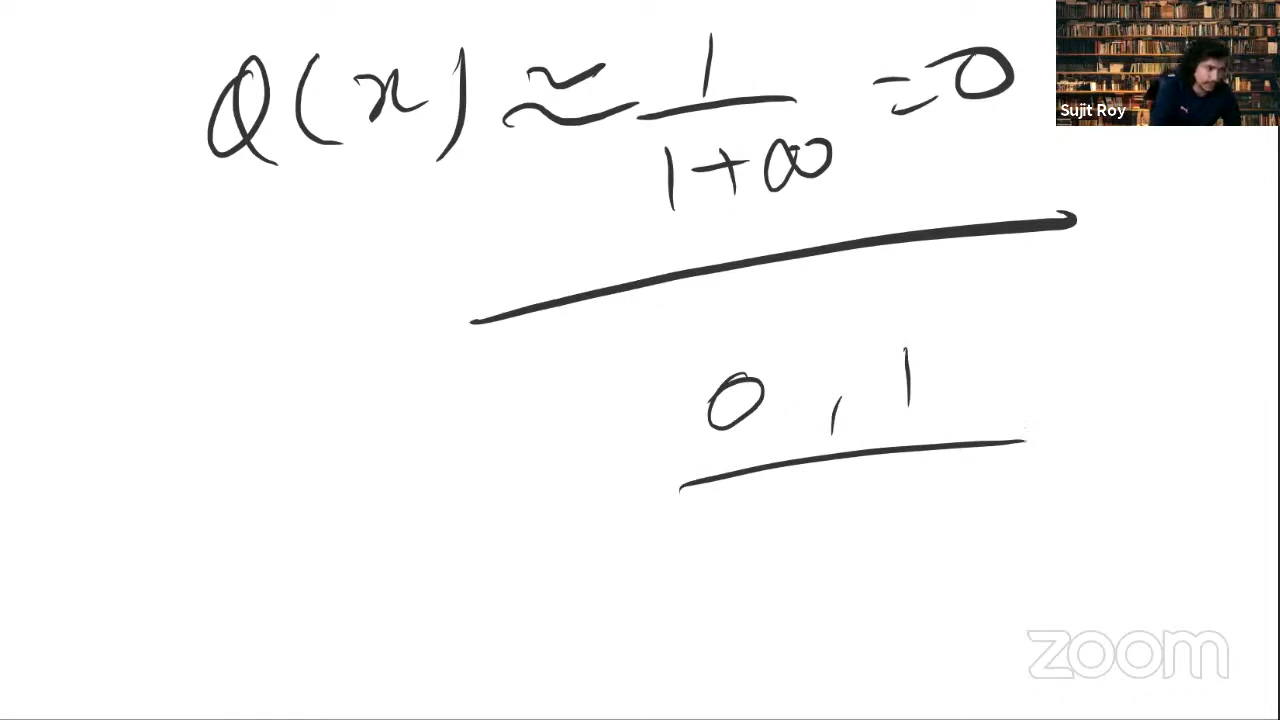 Q(x) ≈ 1/(1+∞) = 0
Sujit Roy
0, 1
zoom